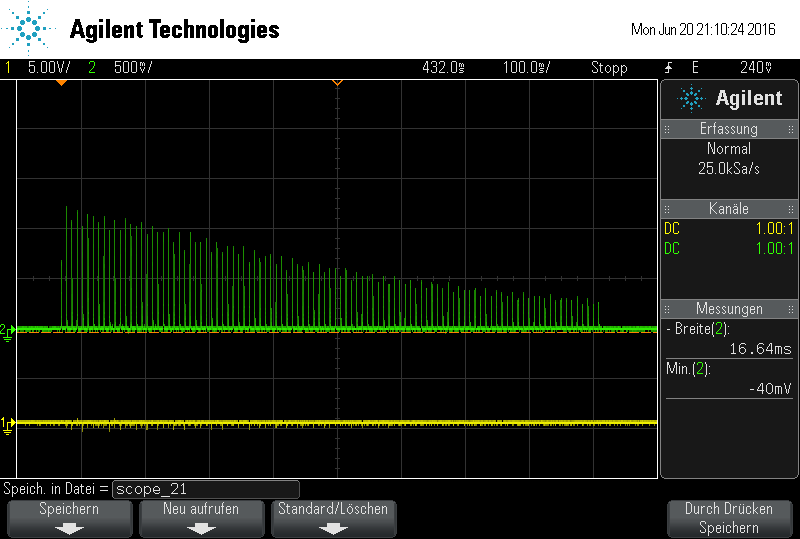 Agilent Technologies
Mon Jun 20 21:10:24 2016
1 5.00V/ 2 500mV/ 432.0ms 100.0ms/ Stopp E 240mV
Agilent
Erfassung
Normal
25.0kSa/s
Kanäle
DC 1.00:1
DC 1.00:1
Messungen
- Breite(2):
16.64ms
Min.(2):
-40mV
2
1
Speich. in Datei = scope_21
Speichern
Neu aufrufen
Standard/Löschen
Durch Drücken
Speichern